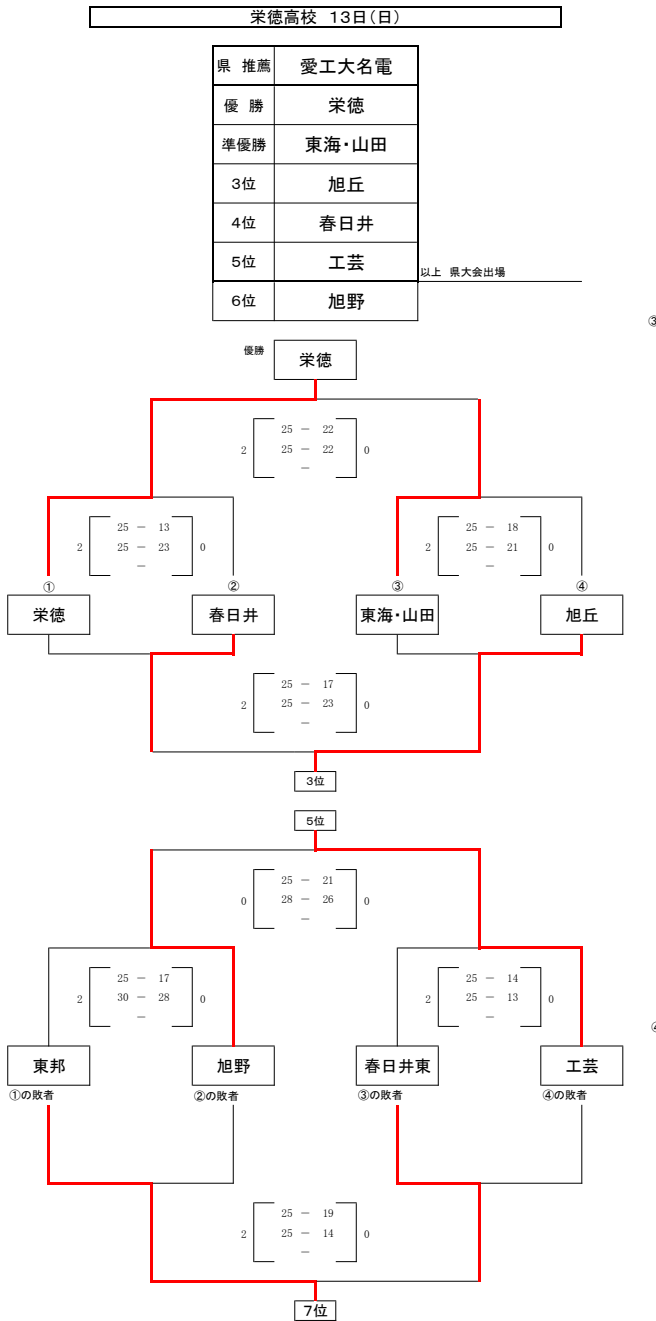 栄徳高校 13日(日)
県 推薦 愛工大名電
優 勝 栄徳
準優勝 東海・山田
3位 旭丘
4位 春日井
5位 工芸
以上 県大会出場
6位 旭野
③
優勝 栄徳
25 － 22
2 25 － 22 0
－
25 － 13 25 － 18
2 25 － 23 0 2 25 － 21 0
－ －
① ② ③ ④
栄徳 春日井 東海・山田 旭丘
25 － 17
2 25 － 23 0
－
3位
5位
25 － 21
0 28 － 26 0
－
25 － 17 25 － 14
2 30 － 28 0 2 25 － 13 0
－ －
東邦 旭野 春日井東 工芸
①の敗者 ②の敗者 ③の敗者 ④の敗者
25 － 19
2 25 － 14 0
－
7位